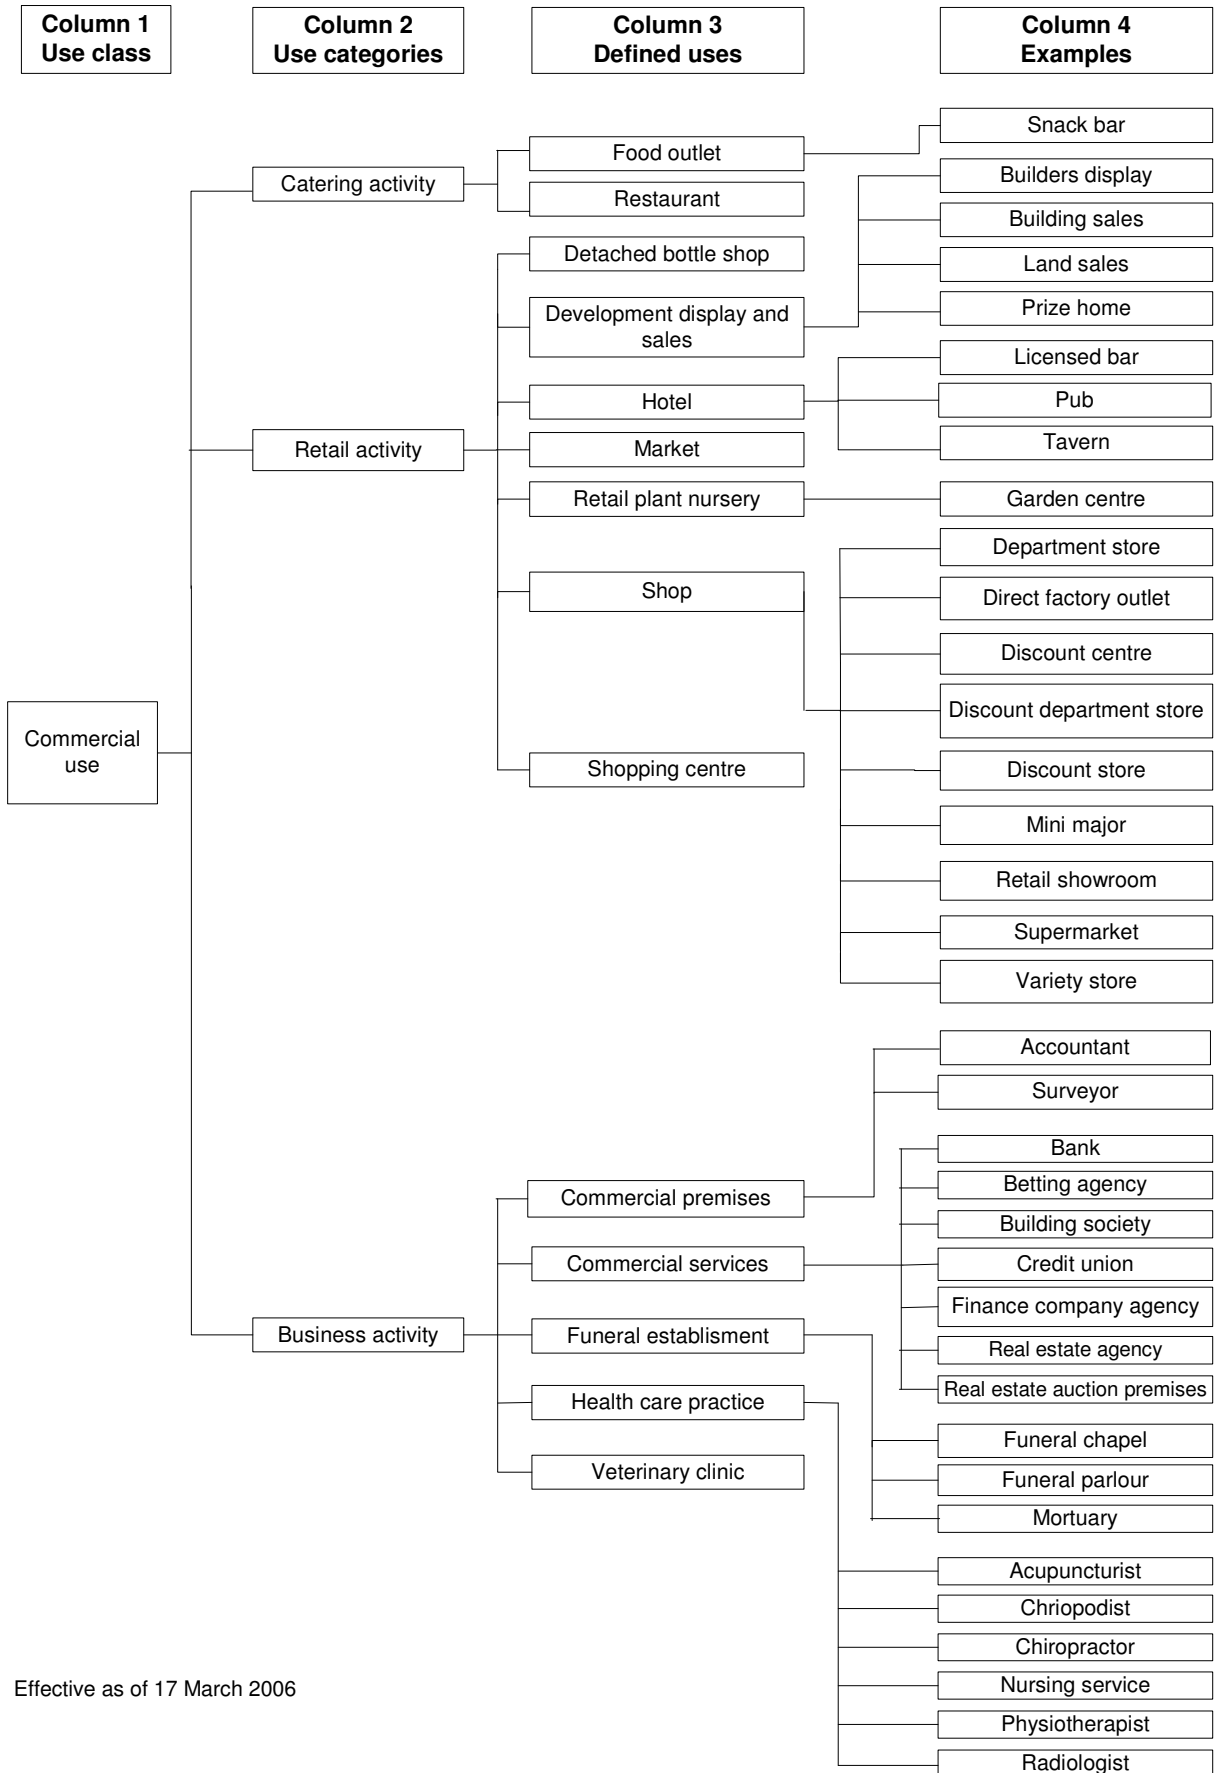 Column 1
Use class
Column 2
Use categories
Column 3
Defined uses
Column 4
Examples
Snack bar
Food outlet
Builders display
Catering activity
Restaurant
Building sales
Detached bottle shop
Land sales
Development display and
sales
Prize home
Licensed bar
Hotel
Pub
Retail activity
Market
Tavern
Retail plant nursery
Garden centre
Department store
Shop
Direct factory outlet
Discount centre
Discount department store
Commercial
use
Shopping centre
Discount store
Mini major
Retail showroom
Supermarket
Variety store
Accountant
Surveyor
Bank
Betting agency
Commercial premises
Building society
Commercial services
Credit union
Finance company agency
Business activity
Funeral establisment
Real estate agency
Real estate auction premises
Health care practice
Funeral chapel
Veterinary clinic
Funeral parlour
Mortuary
Acupuncturist
Chriopodist
Chiropractor
Effective as of 17 March 2006
Nursing service
Physiotherapist
Radiologist